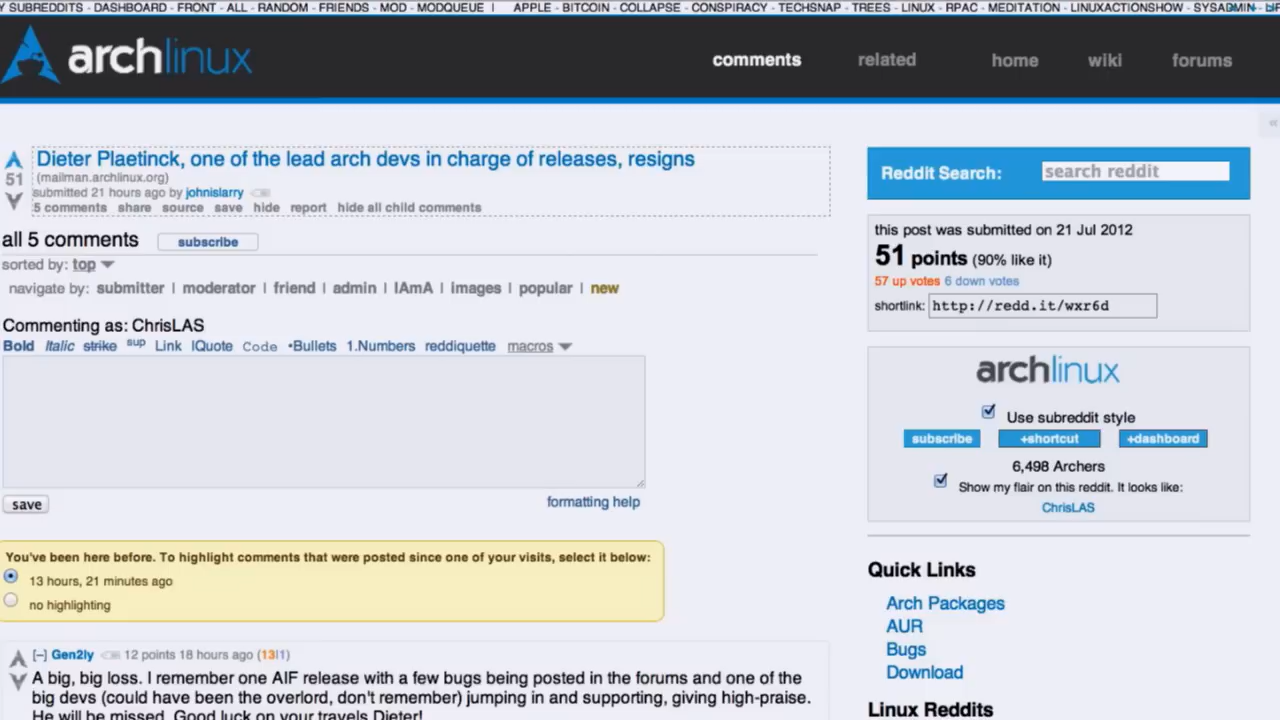 Y SUBREDDITS - DASHBOARD - FRONT - ALL - RANDOM - FRIENDS - MOD - MODQUEUE | APPLE - BITCOIN - COLLAPSE - CONSPIRACY - TECHSNAP - TREES - LINUX - RPAC - MEDITATION - LINUXACTIONSHOW - SYSADMIN -
archlinux
comments related home wiki forums
«
Dieter Plaetinck, one of the lead arch devs in charge of releases, resigns
51
(mailman.archlinux.org)
submitted 21 hours ago by johnislarry
5 comments share source save hide report hide all child comments
all 5 comments subscribe
sorted by: top
navigate by: submitter | moderator | friend | admin | IAmA | images | popular | new
Commenting as: ChrisLAS
Bold Italic strike sup Link |Quote Code •Bullets 1.Numbers reddiquette macros
save
formatting help
You've been here before. To highlight comments that were posted since one of your visits, select it below:
13 hours, 21 minutes ago
no highlighting
[–] Gen2ly 12 points 18 hours ago (13|1)
A big, big loss. I remember one AIF release with a few bugs being posted in the forums and one of the
big devs (could have been the overlord, don't remember) jumping in and supporting, giving high-praise.
He will be missed. Good luck on your travels Dieter!
Reddit Search: search reddit
this post was submitted on 21 Jul 2012
51 points (90% like it)
57 up votes 6 down votes
shortlink: http://redd.it/wxr6d
archlinux
Use subreddit style
subscribe +shortcut +dashboard
6,498 Archers
Show my flair on this reddit. It looks like:
ChrisLAS
Quick Links
Arch Packages
AUR
Bugs
Download
Linux Reddits